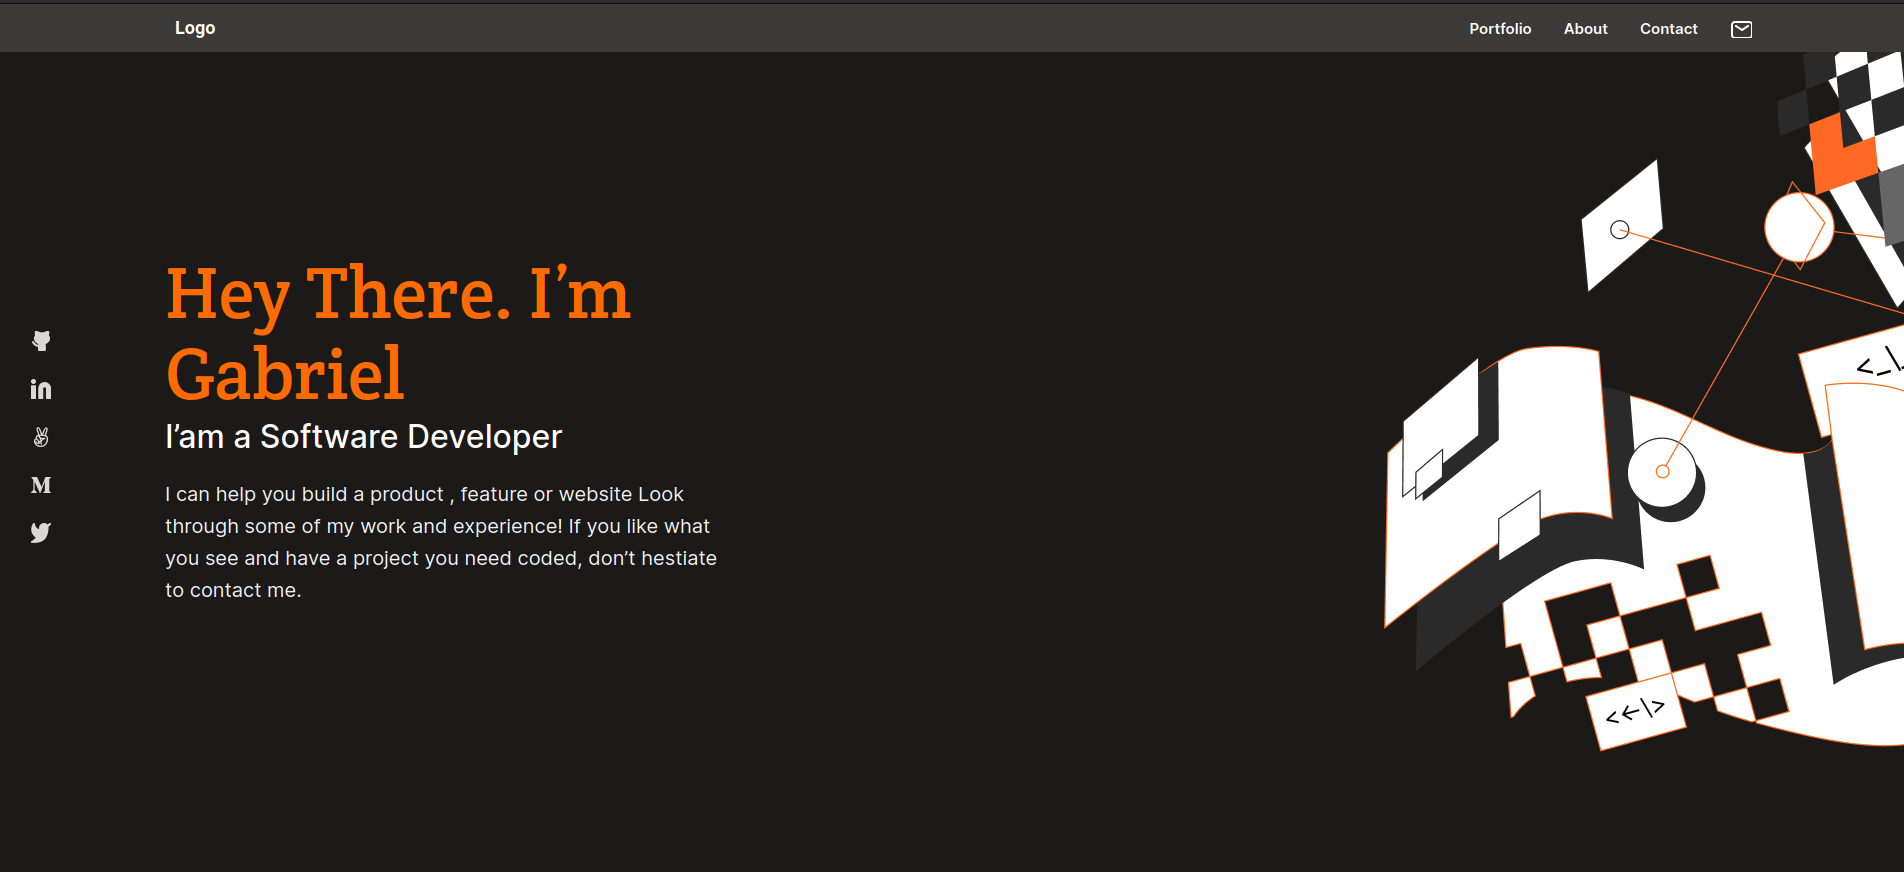 Logo
Portfolio
About
Contact
Hey There. I’m
Gabriel
I’am a Software Developer
I can help you build a product , feature or website Look
through some of my work and experience! If you like what
you see and have a project you need coded, don’t hestiate
to contact me.
<_\
<←\>